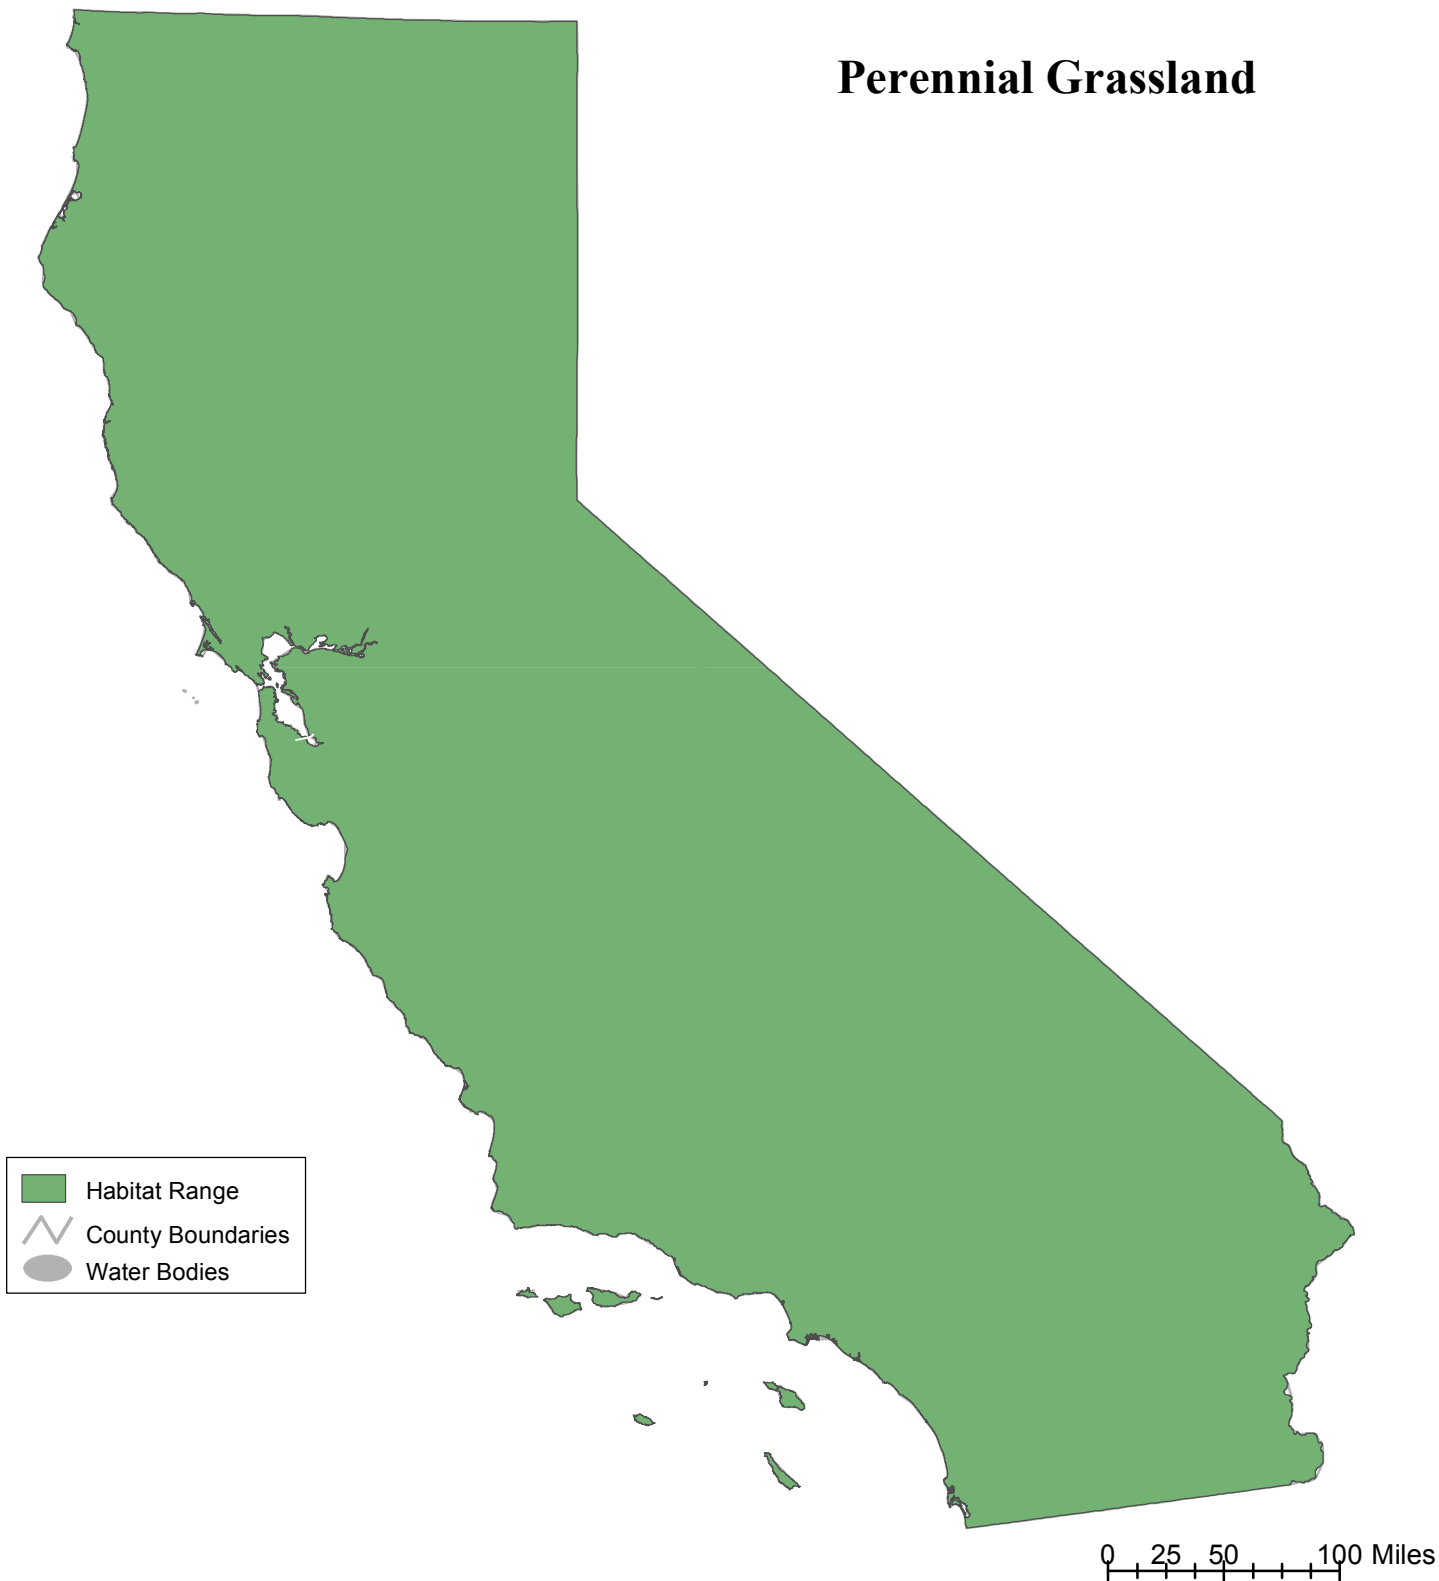 Perennial Grassland
Habitat Range
County Boundaries
Water Bodies
0 25 50 100 Miles